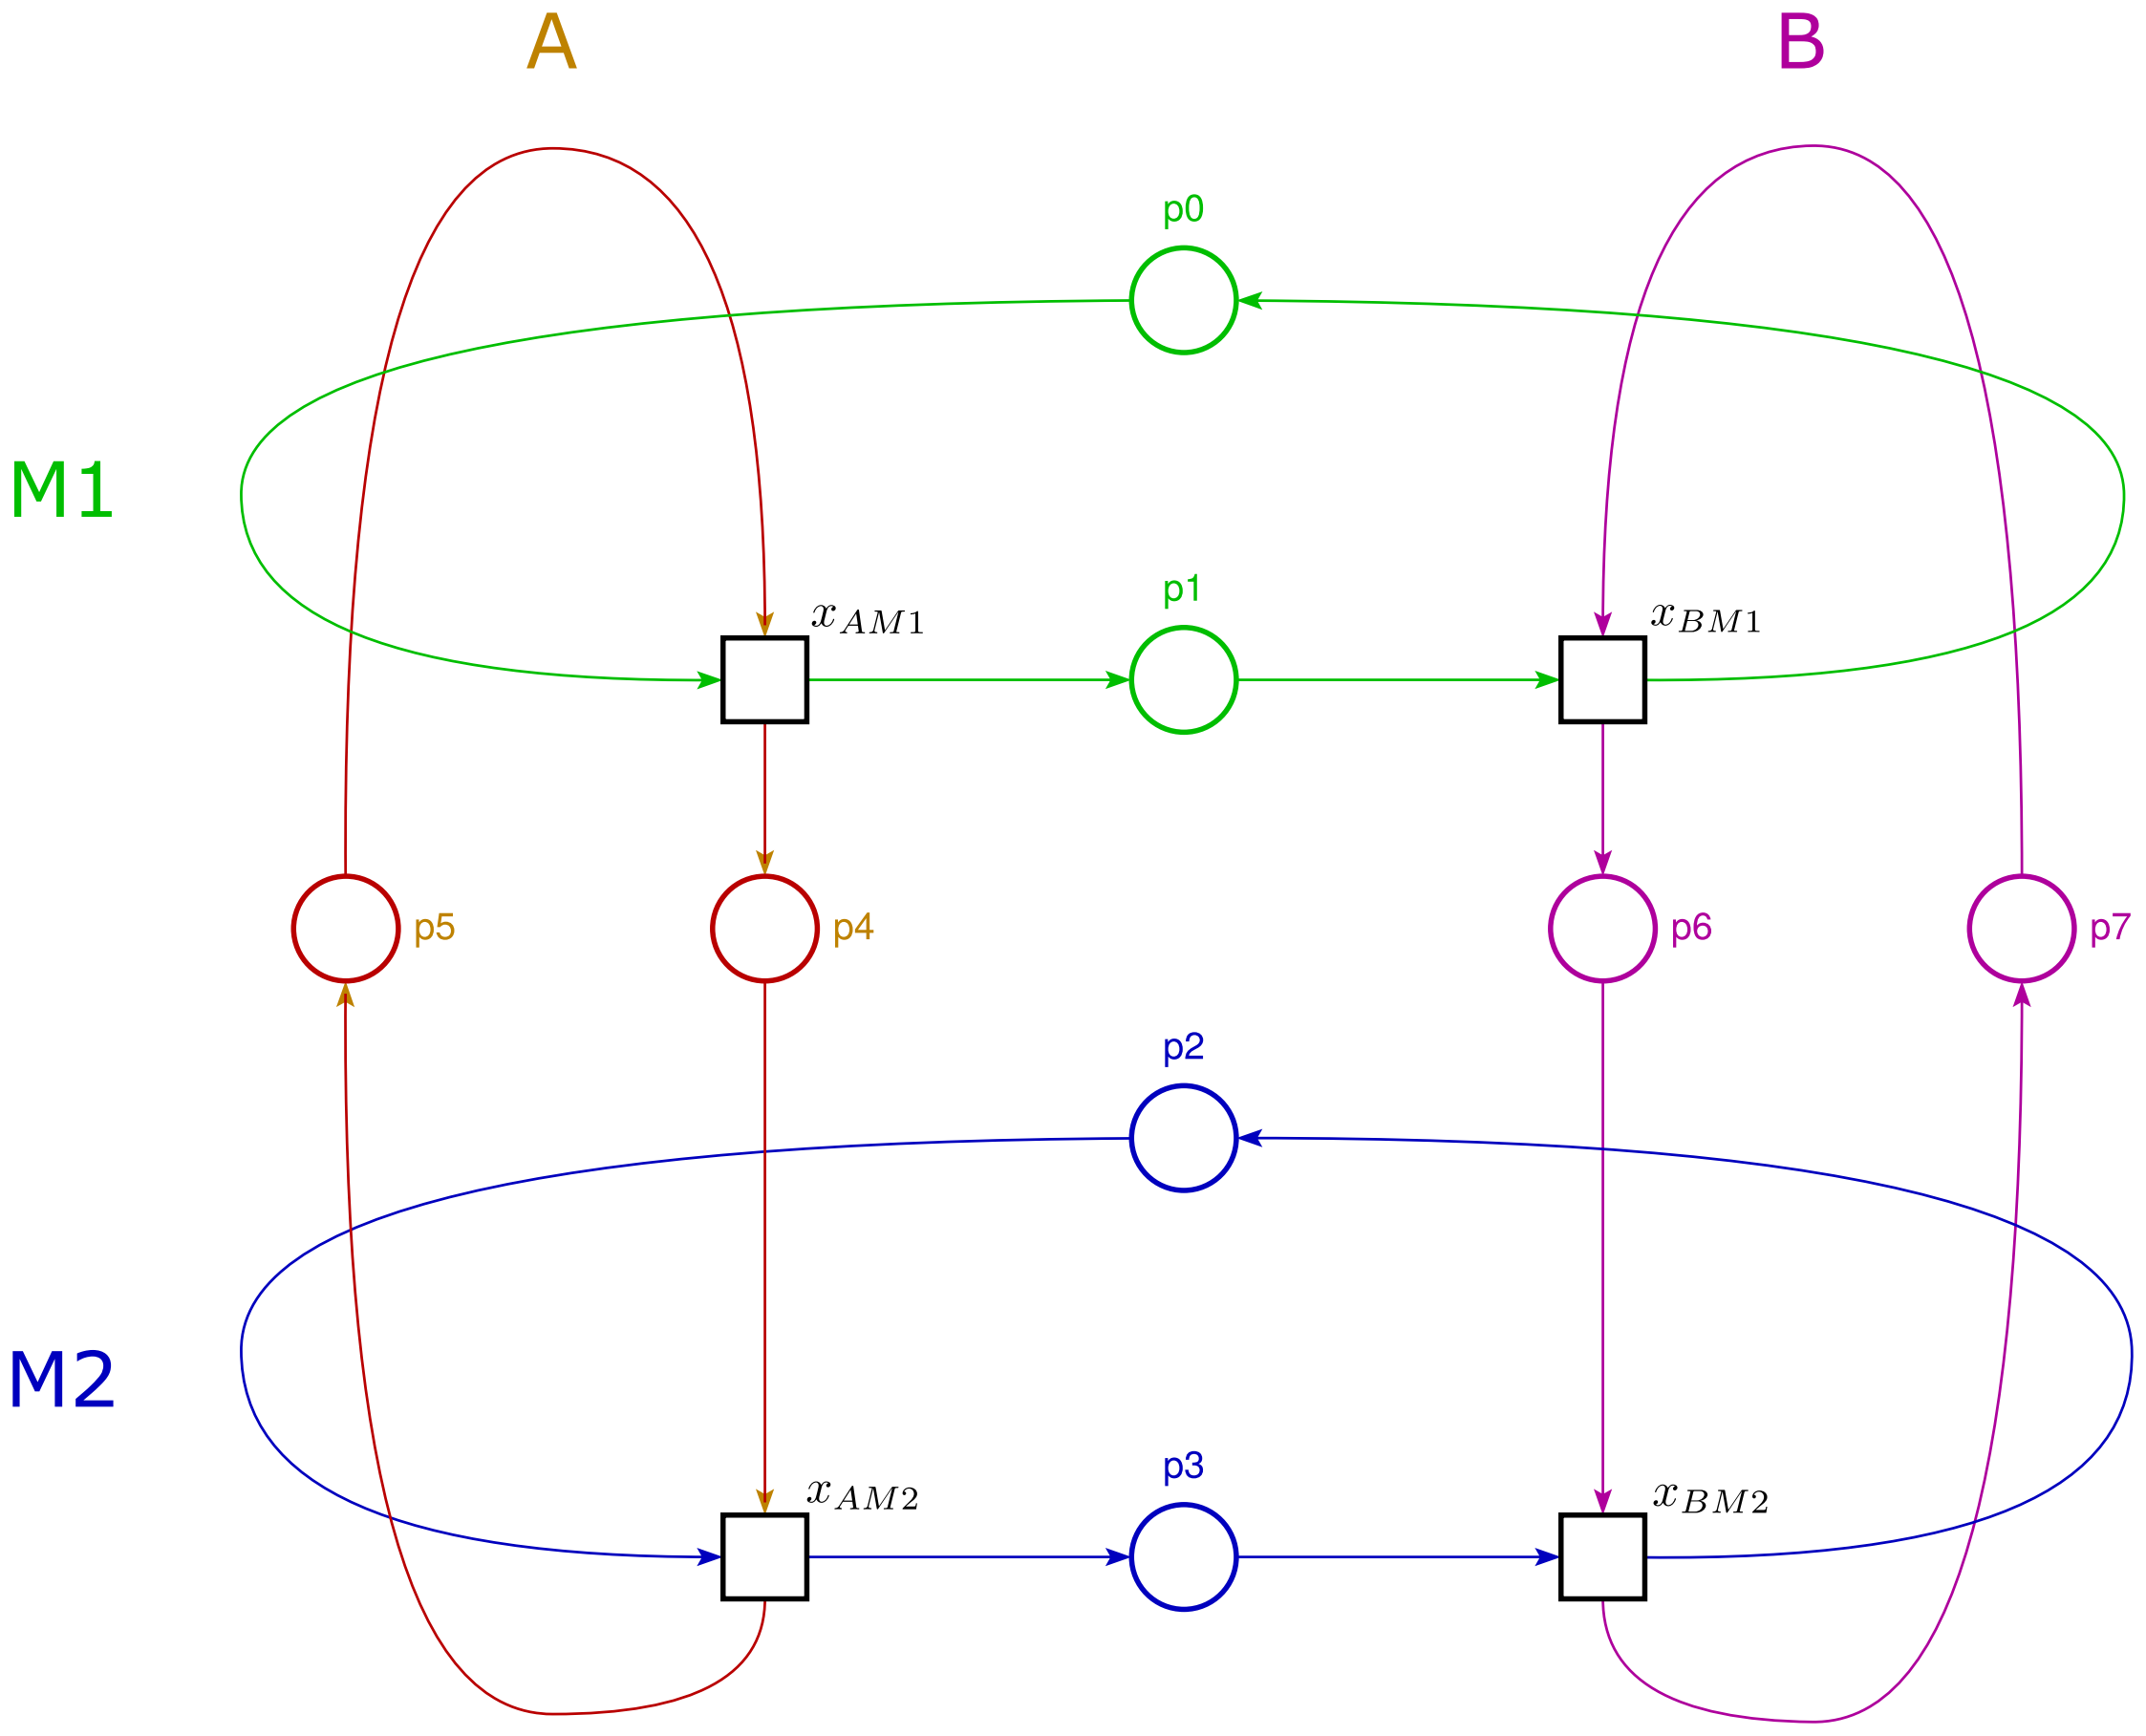 A B
p0
M1
p1
x_{AM1} x_{BM1}
p5 p4 p6 p7
p2
M2
p3
x_{AM2} x_{BM2}